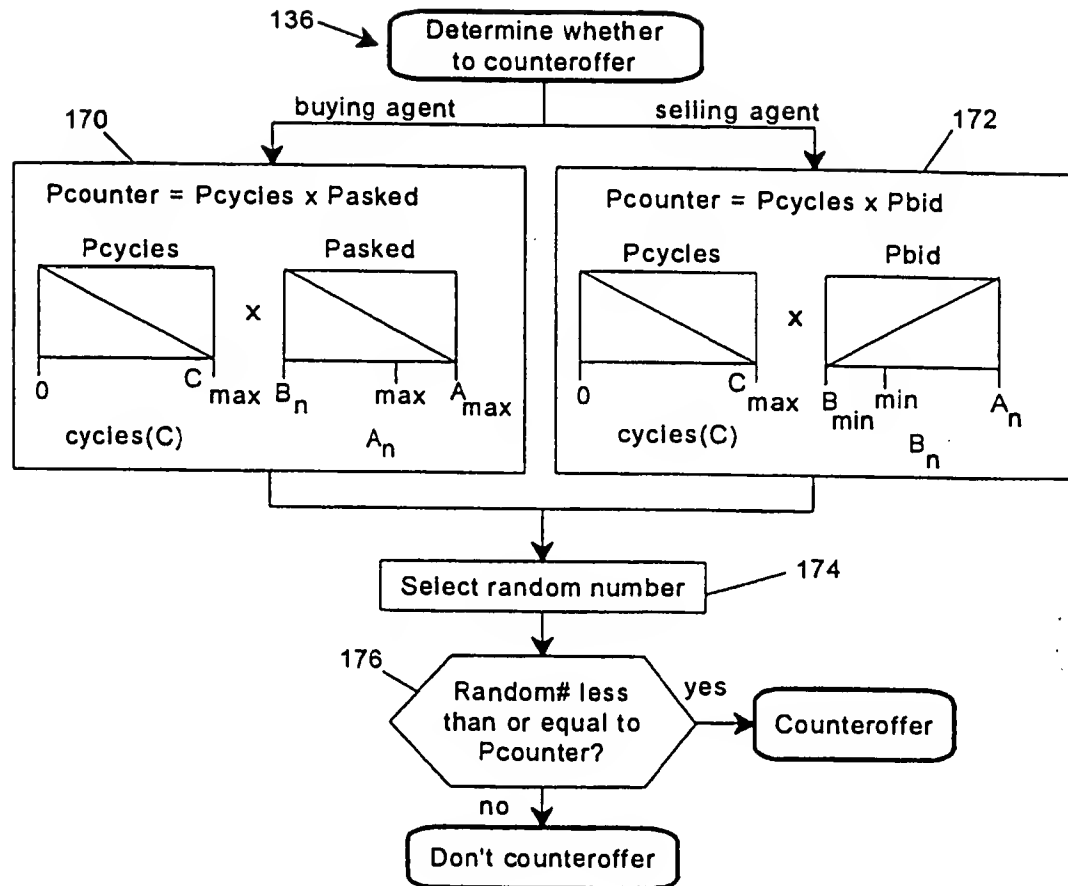 136
Determine whether
to counteroffer
buying agent
selling agent
170
172
Pcounter = Pcycles x Pasked
Pcycles
Pasked
x
0
C max
B n
max
A max
cycles(C)
A n
Pcounter = Pcycles x Pbid
Pcycles
Pbid
x
0
C max
B min
min
A n
cycles(C)
B n
Select random number
174
176
Random# less
than or equal to
Pcounter?
yes
Counteroffer
no
Don't counteroffer